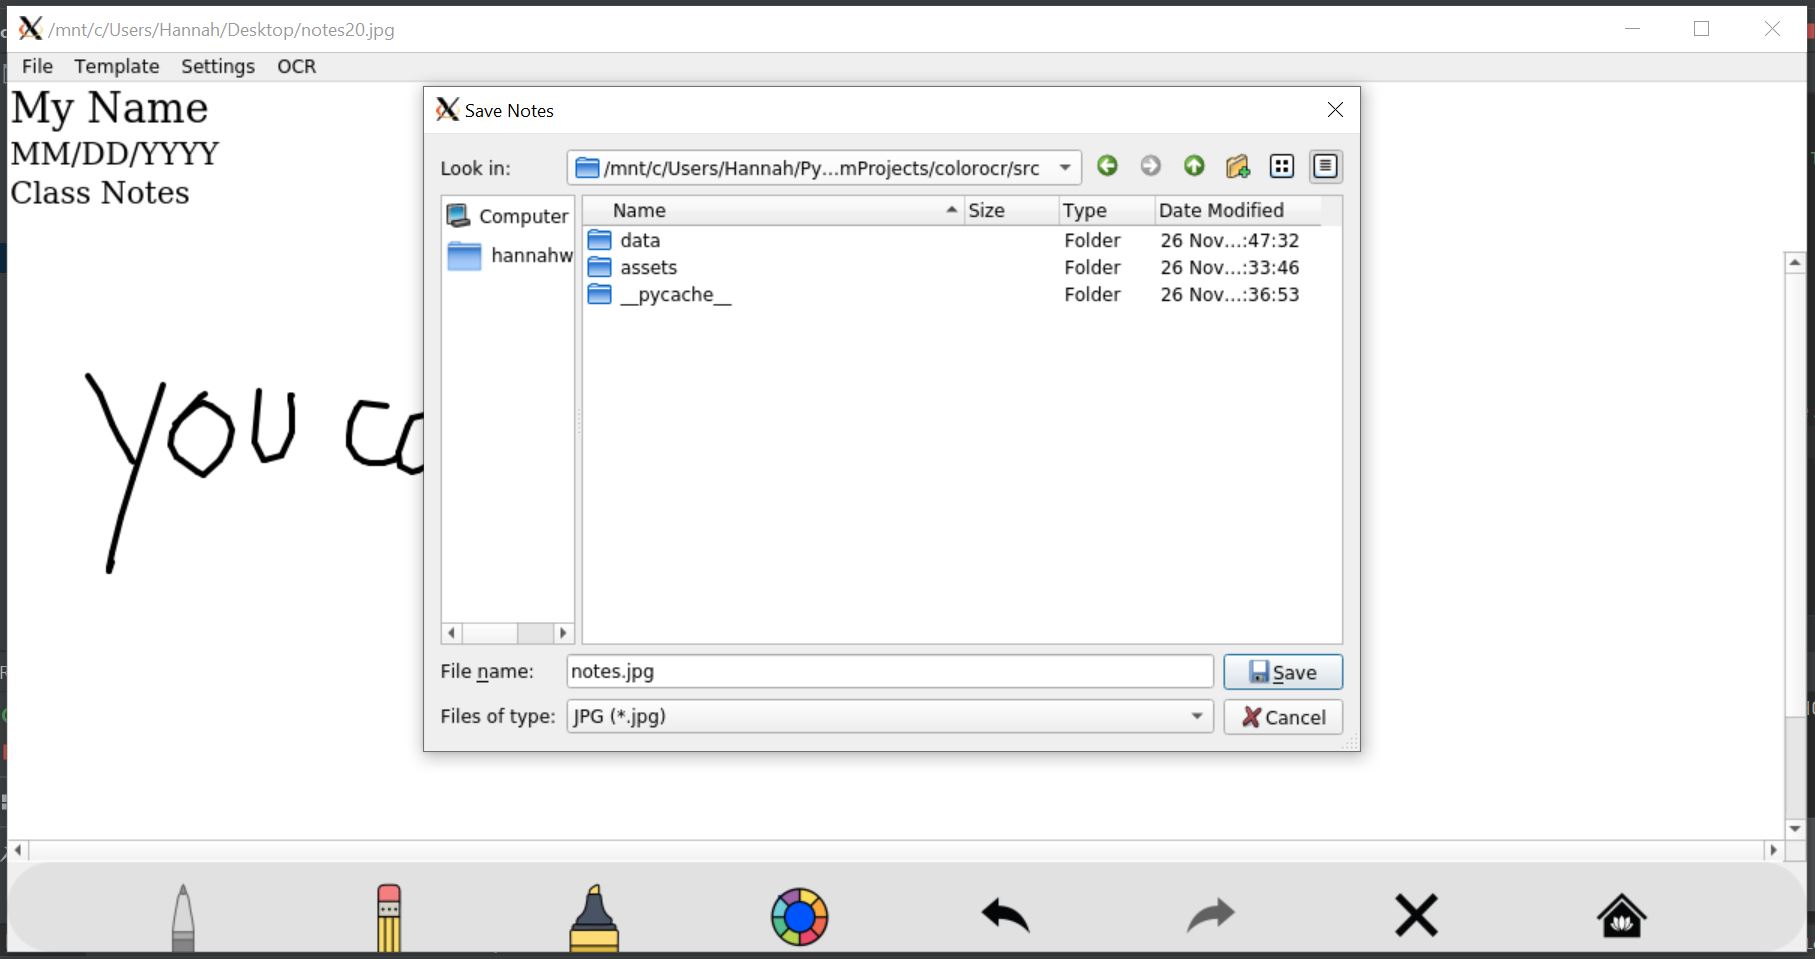 /mnt/c/Users/Hannah/Desktop/notes20.jpg
File Template Settings OCR
My Name
MM/DD/YYYY
Class Notes
YOU
Save Notes
Look in: /mnt/c/Users/Hannah/Py...mProjects/colorocr/src
Computer
hannahw
Name Size Type Date Modified
data Folder 26 Nov...:47:32
assets Folder 26 Nov...:33:46
__pycache__ Folder 26 Nov...:36:53
File name: notes.jpg Save
Files of type: JPG (*.jpg) Cancel